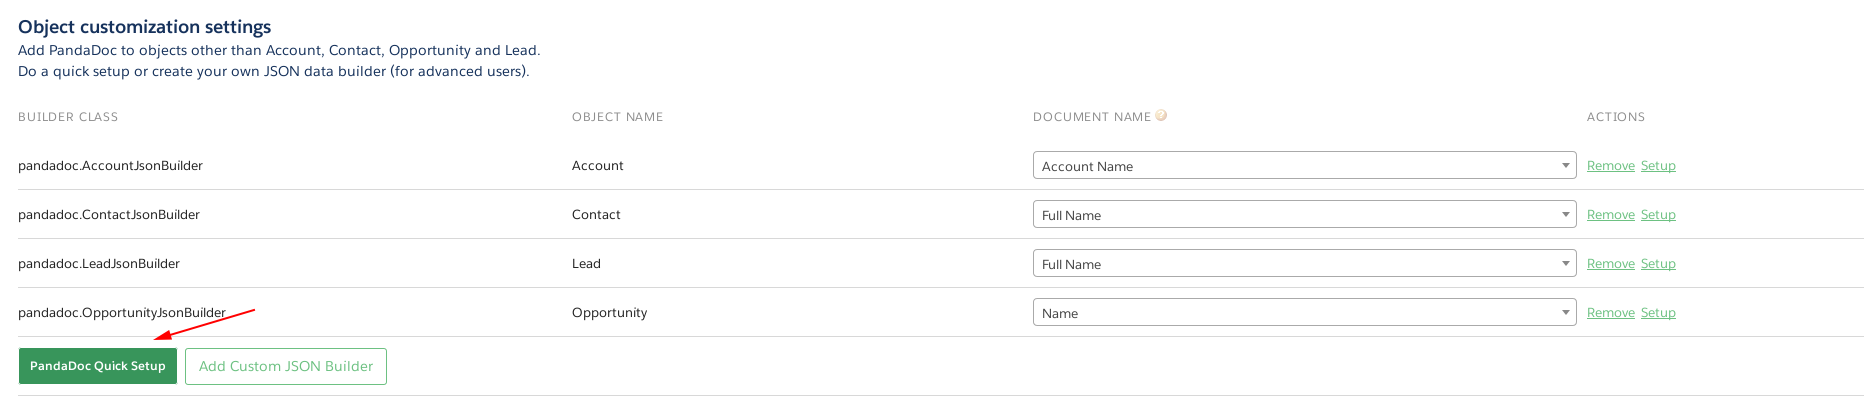 Object customization settings
Add PandaDoc to objects other than Account, Contact, Opportunity and Lead.
Do a quick setup or create your own JSON data builder (for advanced users).
BUILDER CLASS OBJECT NAME DOCUMENT NAME ACTIONS
pandadoc.AccountJsonBuilder Account Account Name Remove Setup
pandadoc.ContactJsonBuilder Contact Full Name Remove Setup
pandadoc.LeadJsonBuilder Lead Full Name Remove Setup
pandadoc.OpportunityJsonBuilder Opportunity Name Remove Setup
PandaDoc Quick Setup Add Custom JSON Builder